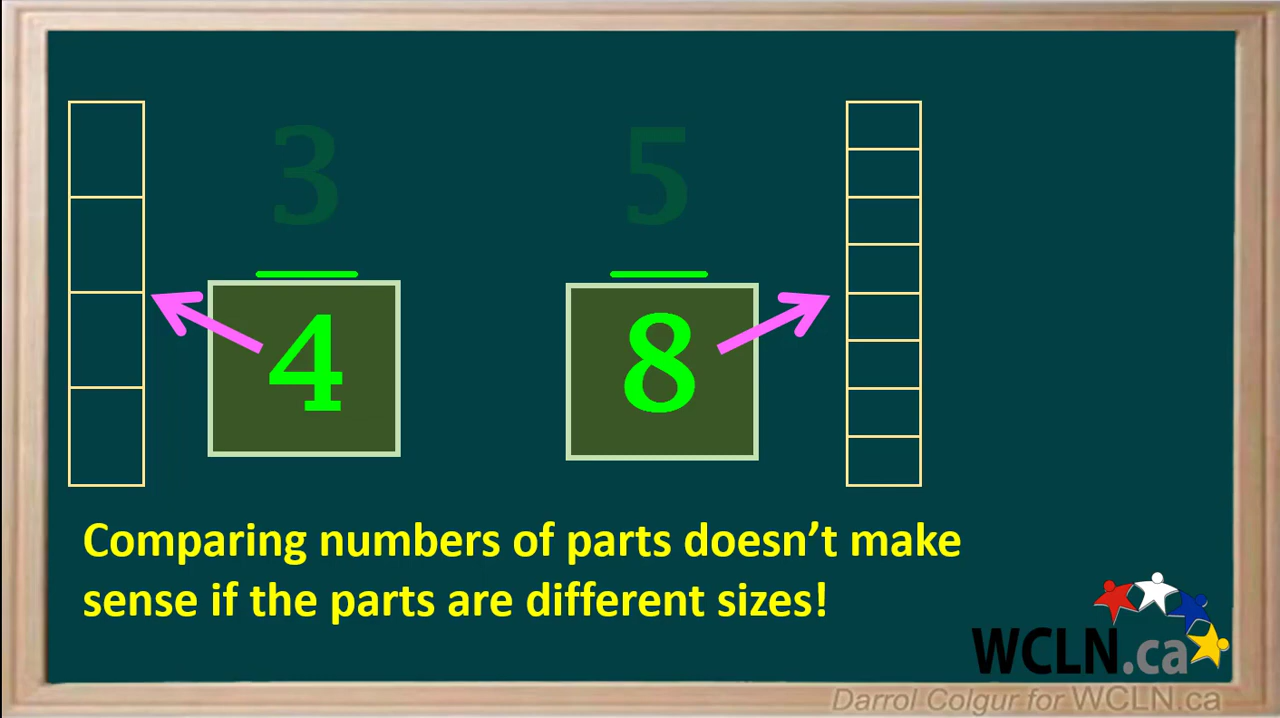 3 5
4 8
Comparing numbers of parts doesn’t make
sense if the parts are different sizes!
WCLN.ca
Darrol Colgur for WCLN.ca